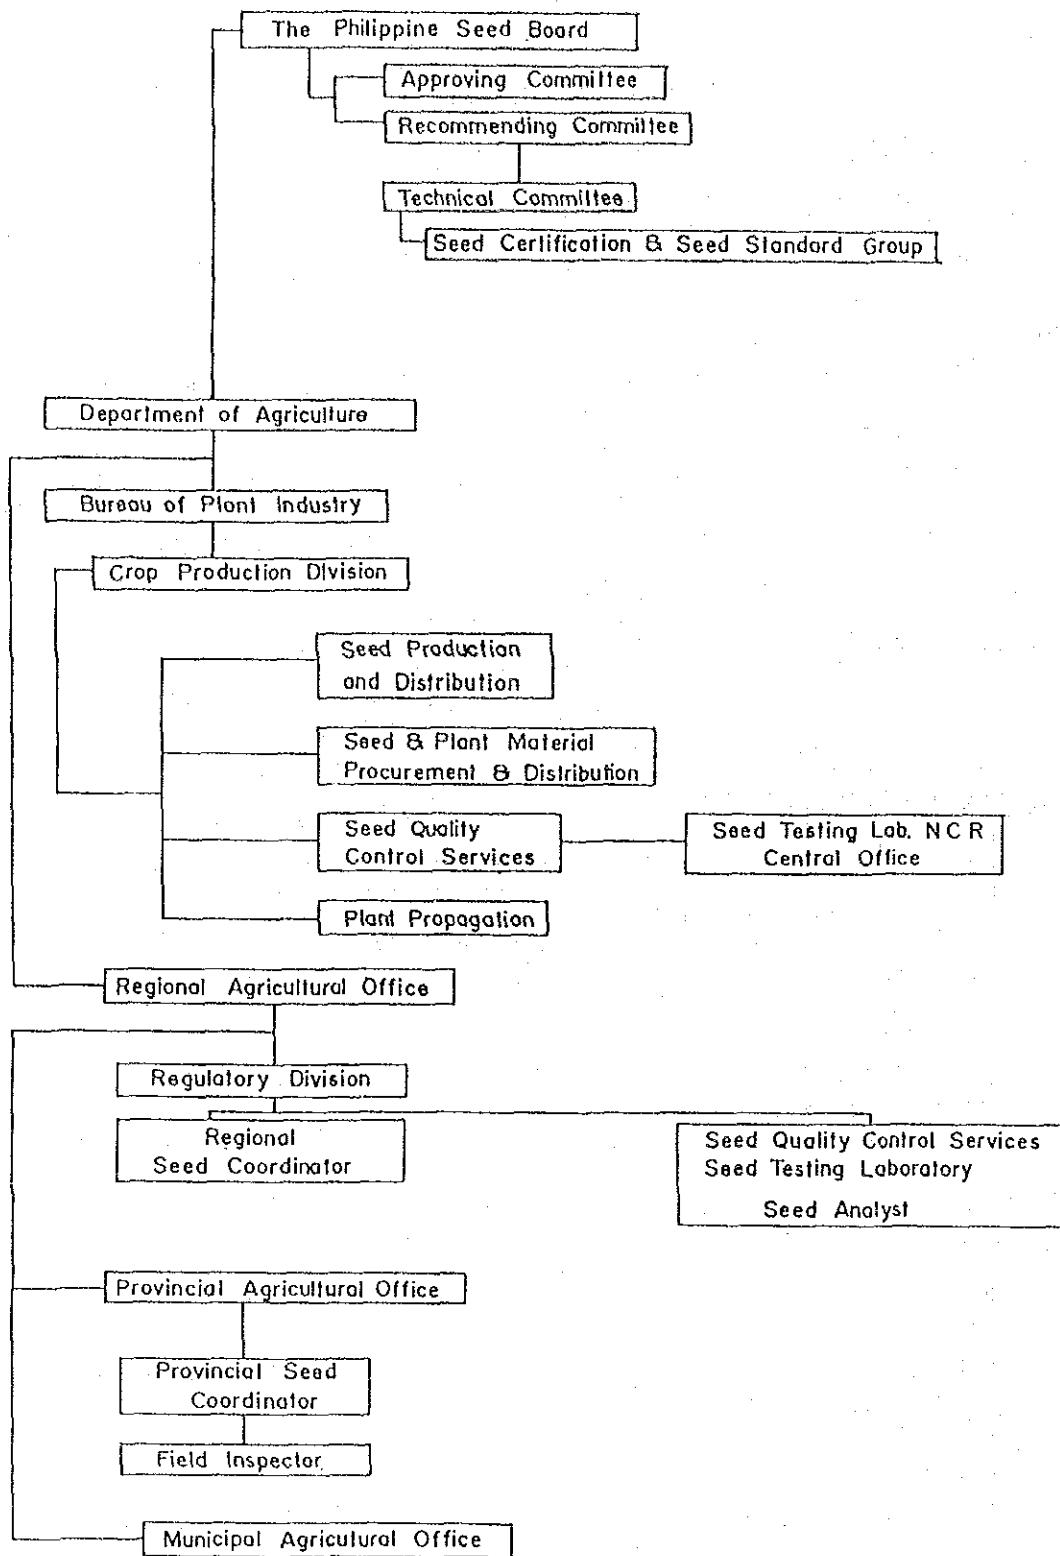 The Philippine Seed Board
Approving Committee
Recommending Committee
Technical Committee
Seed Certification & Seed Standard Group
Department of Agriculture
Bureau of Plant Industry
Crop Production Division
Seed Production
and Distribution
Seed & Plant Material
Procurement & Distribution
Seed Quality
Control Services
Seed Testing Lab. N C R
Central Office
Plant Propagation
Regional Agricultural Office
Regulatory Division
Regional
Seed Coordinator
Seed Quality Control Services
Seed Testing Laboratory
Seed Analyst
Provincial Agricultural Office
Provincial Seed
Coordinator
Field Inspector
Municipal Agricultural Office